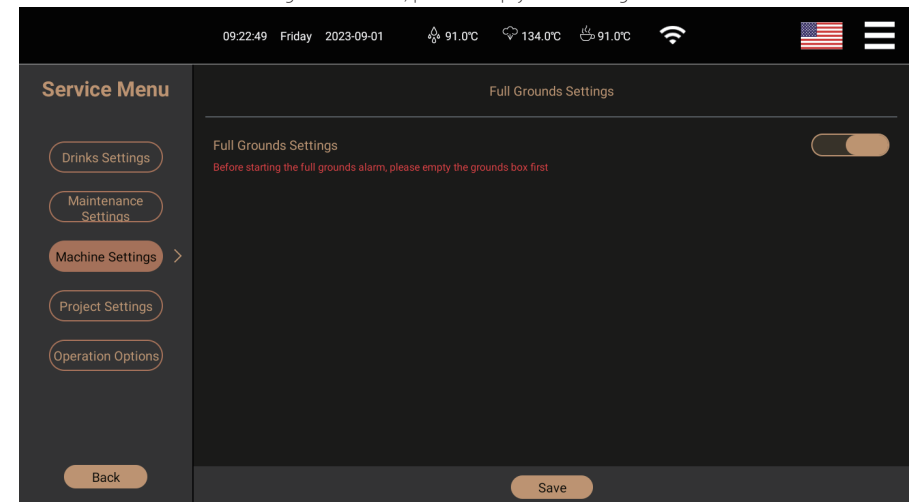 09:22:49 Friday 2023-09-01 91.0℃ 134.0℃ 91.0℃
Service Menu
Full Grounds Settings
Full Grounds Settings
Before starting the full grounds alarm, please empty the grounds box first
Drinks Settings
Maintenance
Settings
Machine Settings
Project Settings
Operation Options
Back
Save